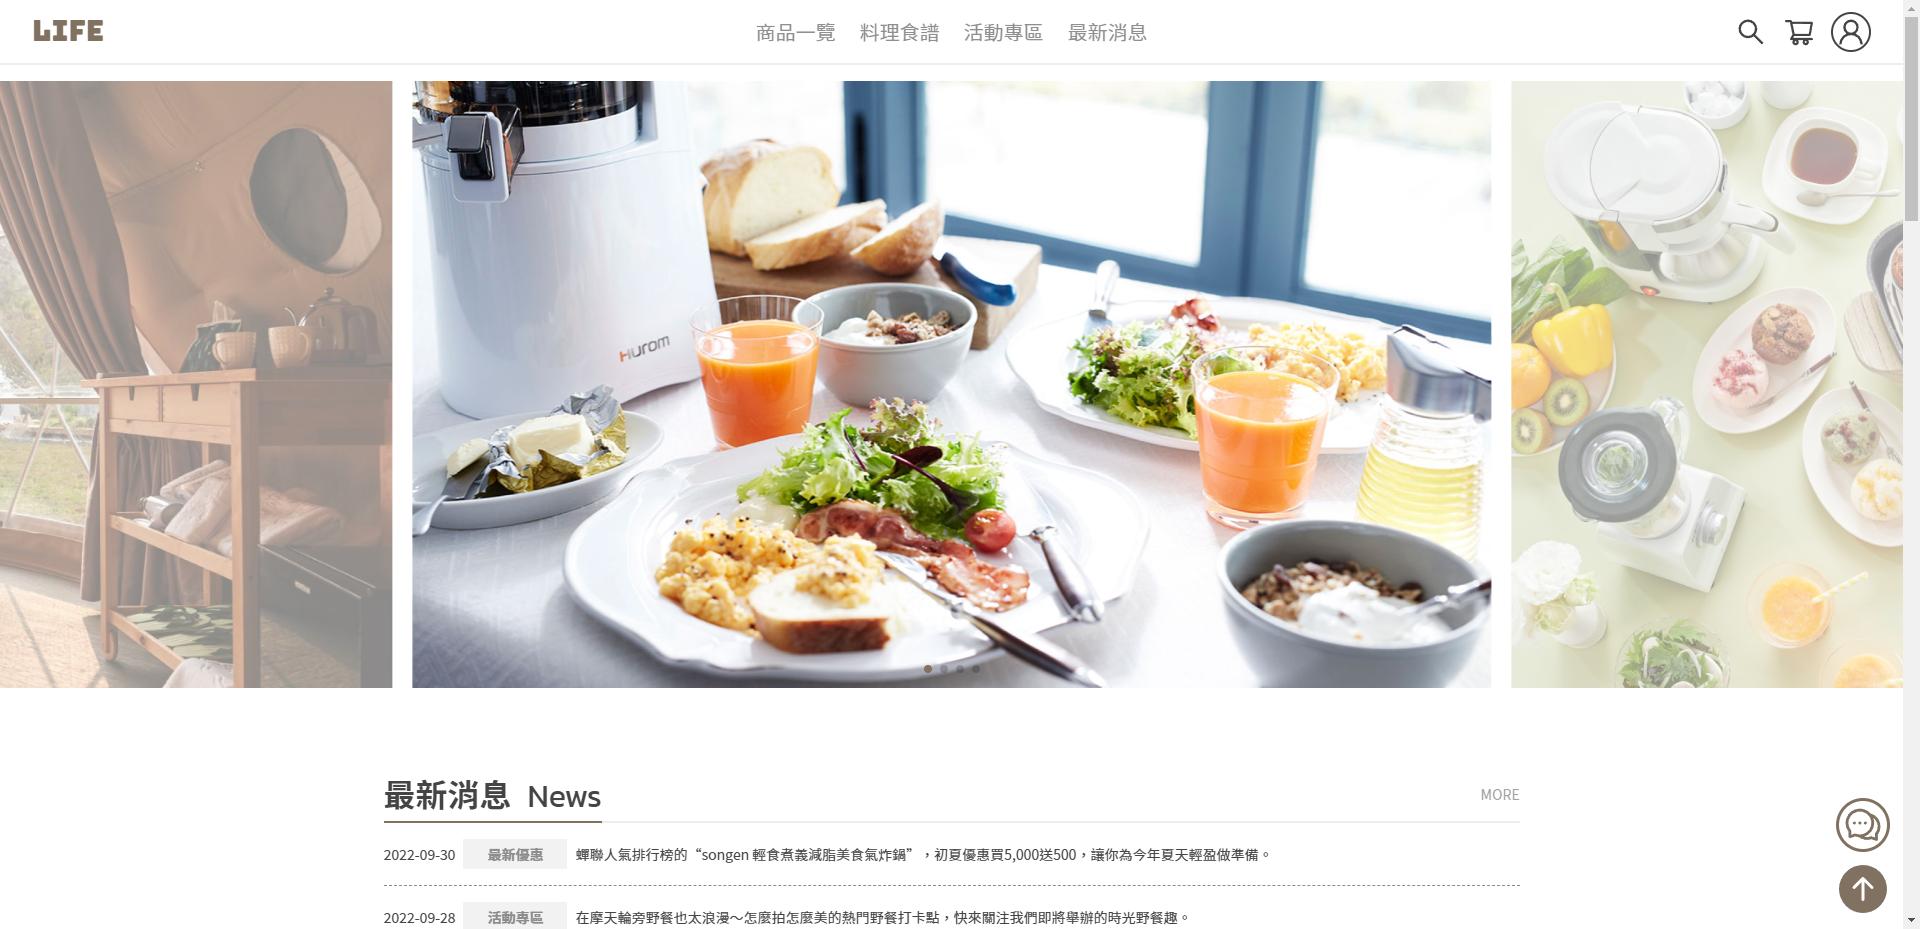 LIFE
商品一覽 料理食譜 活動專區 最新消息
Hurom
最新消息 News
MORE
2022-09-30 最新優惠 蟬聯人氣排行榜的“songen 輕食煮義減脂美食氣炸鍋”，初夏優惠買5,000送500，讓你為今年夏天輕盈做準備。
2022-09-28 活動專區 在摩天輪旁野餐也太浪漫～怎麼拍怎麼美的熱門野餐打卡點，快來關注我們即將舉辦的時光野餐趣。